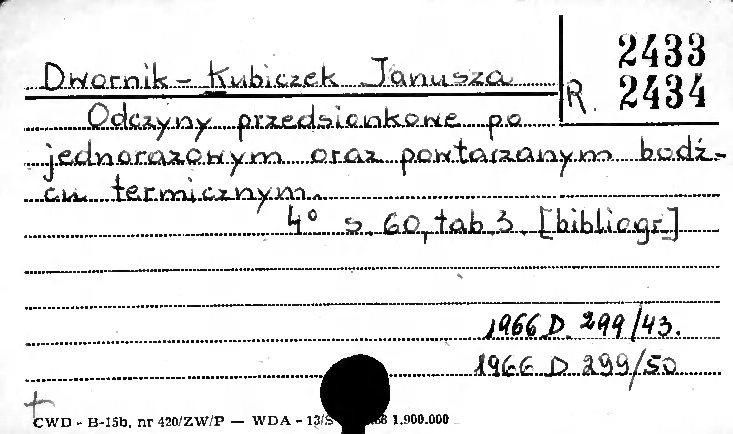 2433
Dwornik - Kubiczek Janusza
R. 2434
Odczyny przedsionkowe po
jednorazowym oraz powtarzanym bodź-
cu termicznym.
4° s. 60, tab 3. [bibliogr.]
1966 D. 299/43.
1966 D 299/50
CWD - B-15b, nr 420/ZW/P — WDA - 13/S 1.900.000